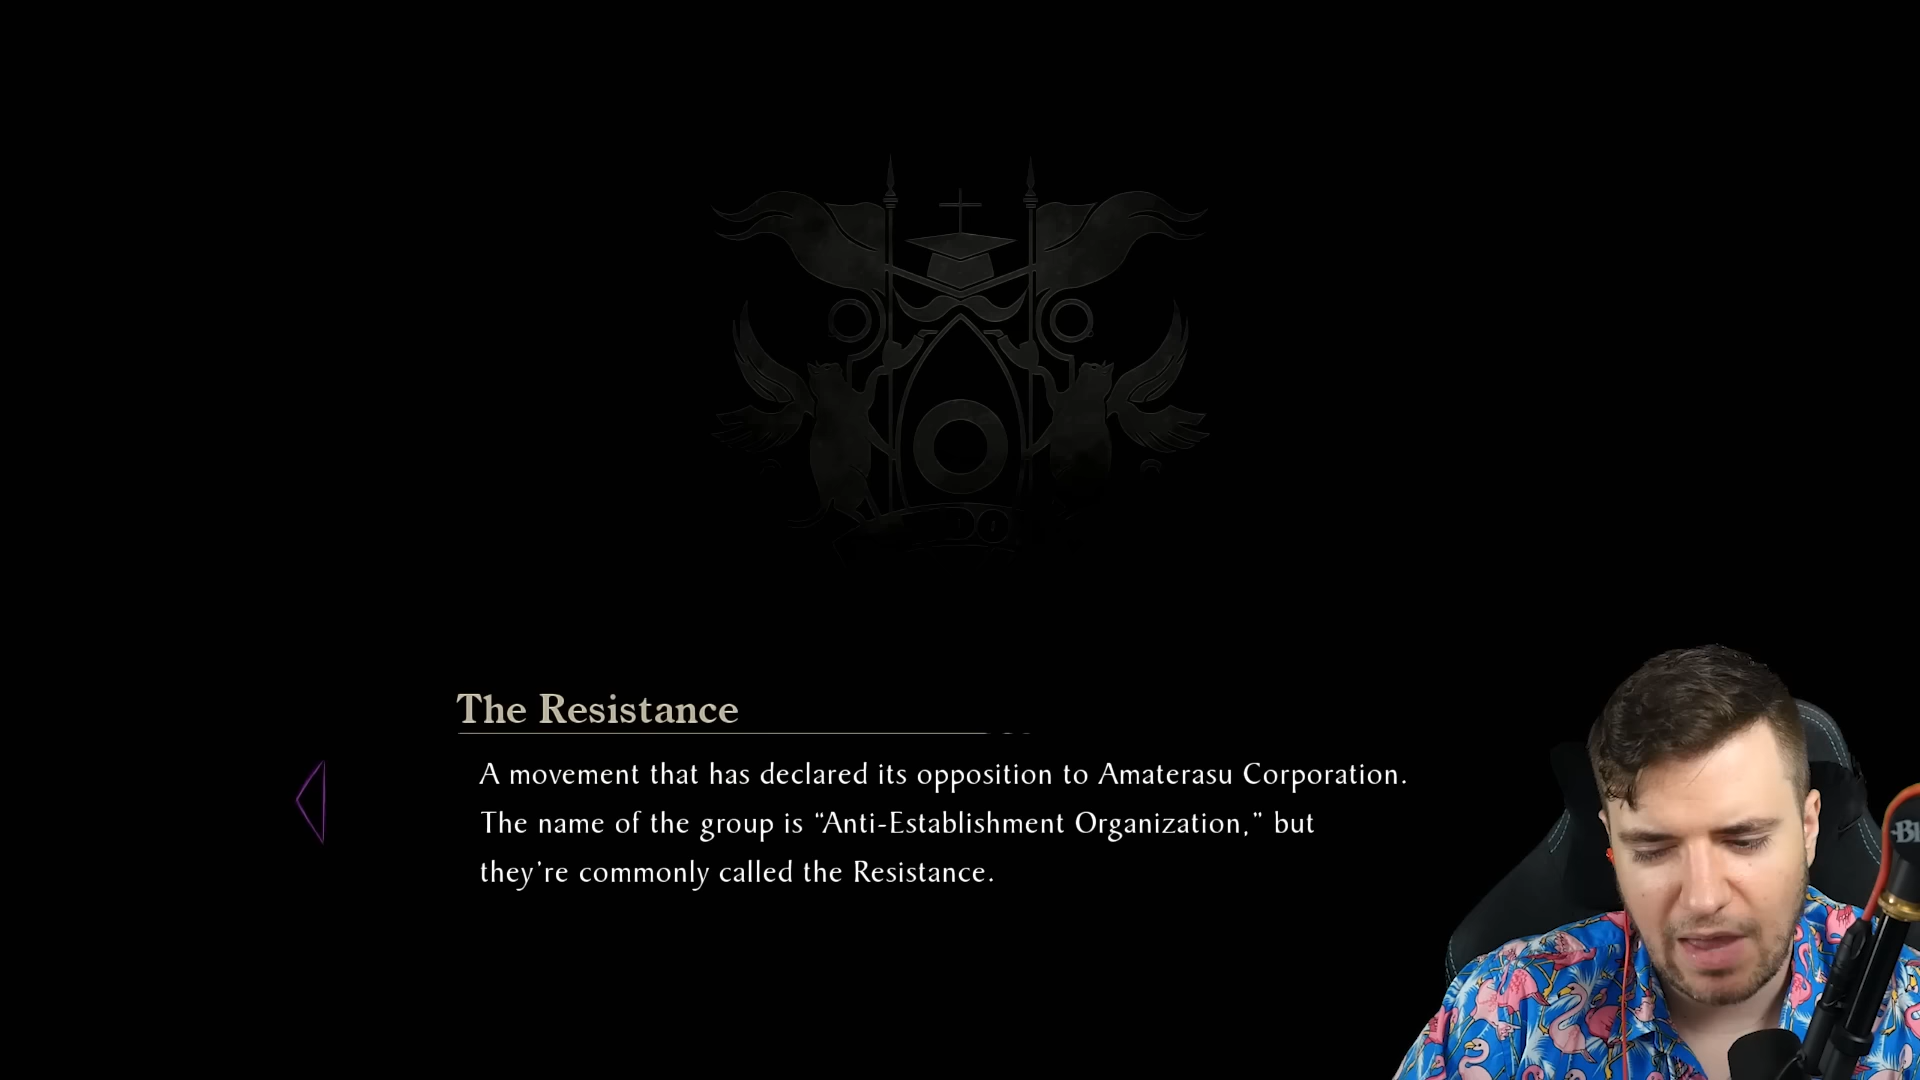 The Resistance
A movement that has declared its opposition to Amaterasu Corporation.
The name of the group is “Anti-Establishment Organization,” but
they’re commonly called the Resistance.